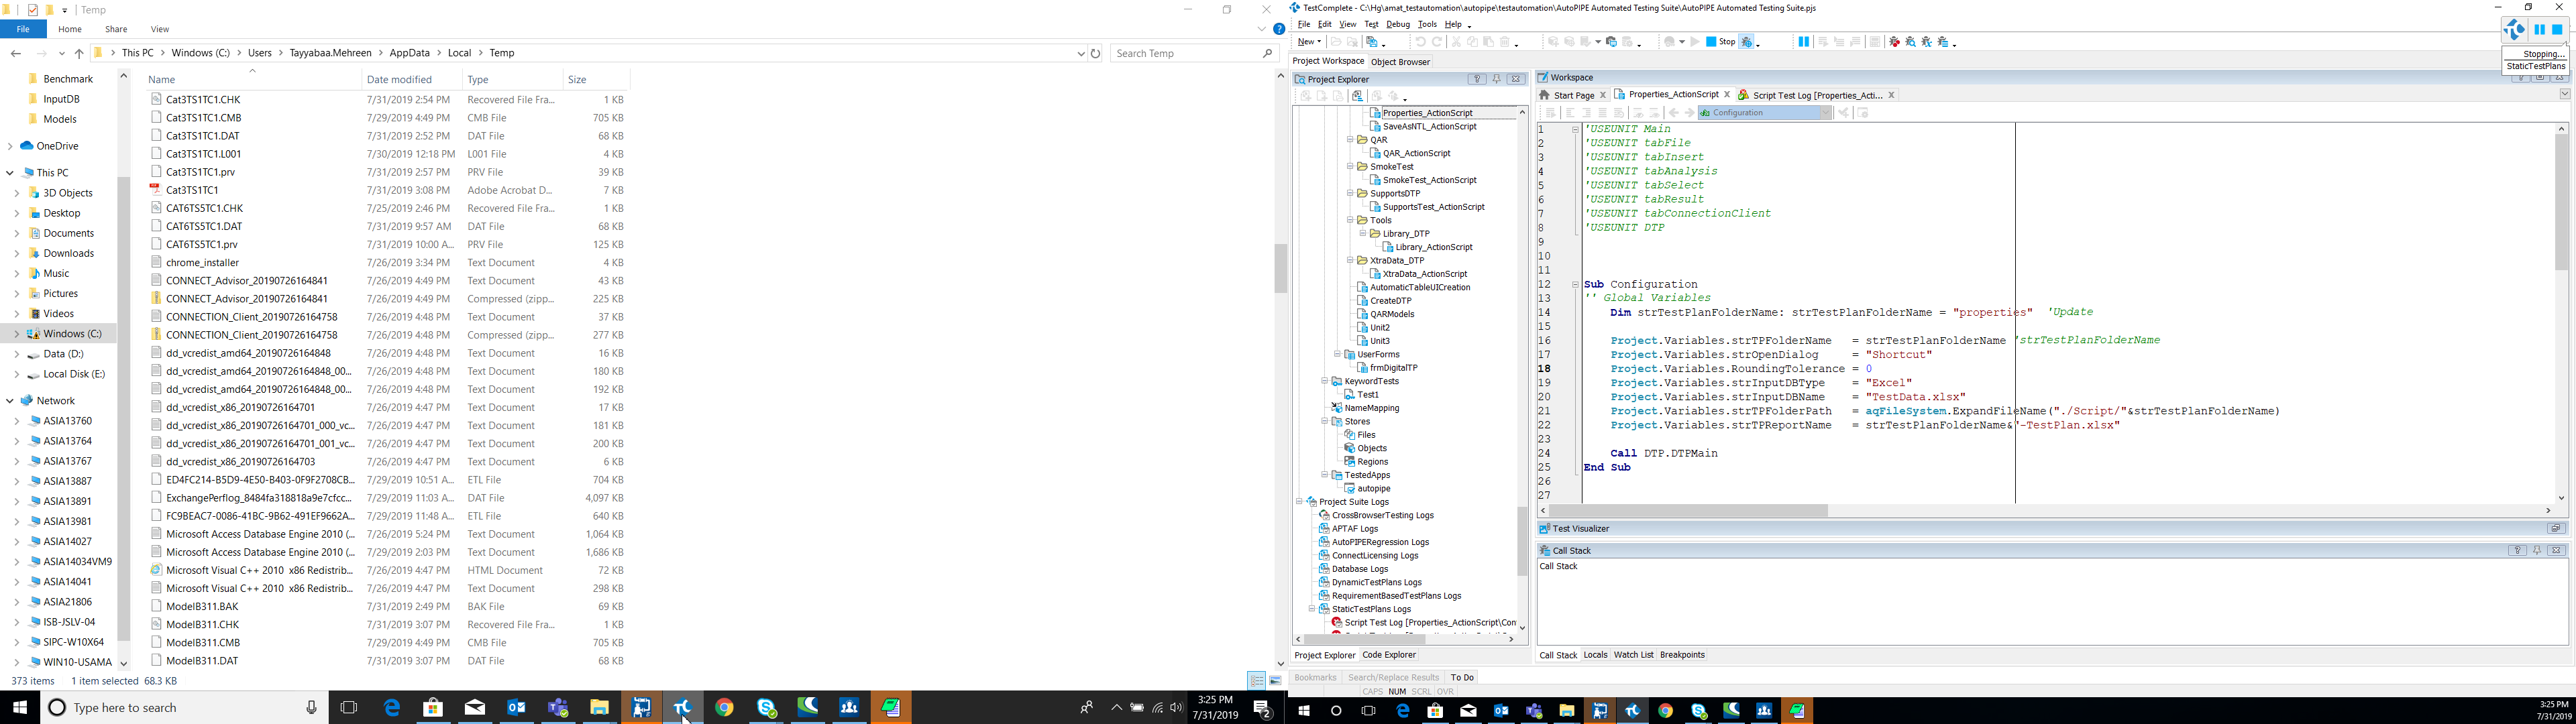 Temp
File
Home
Share
View
This PC
Windows (C:)
Users
Tayyabaa.Mehreen
AppData
Local
Temp
Search Temp
Benchmark
InputDB
Models
OneDrive
This PC
3D Objects
Desktop
Documents
Downloads
Music
Pictures
Videos
Windows (C:)
Data (D:)
Local Disk (E:)
Network
ASIA13760
ASIA13764
ASIA13767
ASIA13887
ASIA13891
ASIA13981
ASIA14027
ASIA14034VM9
ASIA14041
ASIA21806
ISB-JSLV-04
SIPC-W10X64
WIN10-USAMA
Name Date modified Type Size
Cat3TS1TC1.CHK 7/31/2019 2:54 PM Recovered File Fra... 1 KB
Cat3TS1TC1.CMB 7/29/2019 4:49 PM CMB File 705 KB
Cat3TS1TC1.DAT 7/31/2019 2:52 PM DAT File 68 KB
Cat3TS1TC1.L001 7/30/2019 12:18 PM L001 File 4 KB
Cat3TS1TC1.prv 7/31/2019 2:57 PM PRV File 39 KB
Cat3TS1TC1 7/31/2019 3:08 PM Adobe Acrobat D... 7 KB
CAT6TS5TC1.CHK 7/25/2019 2:46 PM Recovered File Fra... 1 KB
CAT6TS5TC1.DAT 7/31/2019 9:57 AM DAT File 68 KB
CAT6TS5TC1.prv 7/31/2019 10:00 A... PRV File 125 KB
chrome_installer 7/26/2019 3:34 PM Text Document 4 KB
CONNECT_Advisor_20190726164841 7/26/2019 4:49 PM Text Document 43 KB
CONNECT_Advisor_20190726164841 7/26/2019 4:49 PM Compressed (zipp... 225 KB
CONNECTION_Client_20190726164758 7/26/2019 4:48 PM Text Document 37 KB
CONNECTION_Client_20190726164758 7/26/2019 4:48 PM Compressed (zipp... 277 KB
dd_vcredist_amd64_20190726164848 7/26/2019 4:48 PM Text Document 16 KB
dd_vcredist_amd64_20190726164848_00... 7/26/2019 4:48 PM Text Document 180 KB
dd_vcredist_amd64_20190726164848_00... 7/26/2019 4:48 PM Text Document 192 KB
dd_vcredist_x86_20190726164701 7/26/2019 4:47 PM Text Document 17 KB
dd_vcredist_x86_20190726164701_000_vc... 7/26/2019 4:47 PM Text Document 181 KB
dd_vcredist_x86_20190726164701_001_vc... 7/26/2019 4:47 PM Text Document 200 KB
dd_vcredist_x86_20190726164703 7/26/2019 4:47 PM Text Document 6 KB
ED4FC214-B5D9-4E50-B403-0F9F2708CB... 7/29/2019 10:51 A... ETL File 704 KB
ExchangePerflog_8484fa318818a9e7cfcc... 7/29/2019 11:03 A... DAT File 4,097 KB
FC9BEAC7-0086-41BC-9B62-491EF9662A... 7/29/2019 11:48 A... ETL File 640 KB
Microsoft Access Database Engine 2010 (... 7/26/2019 5:24 PM Text Document 1,064 KB
Microsoft Access Database Engine 2010 (... 7/29/2019 2:03 PM Text Document 1,686 KB
Microsoft Visual C++ 2010 x86 Redistrib... 7/26/2019 4:47 PM HTML Document 72 KB
Microsoft Visual C++ 2010 x86 Redistrib... 7/26/2019 4:47 PM Text Document 298 KB
ModelB311.BAK 7/31/2019 2:49 PM BAK File 69 KB
ModelB311.CHK 7/31/2019 3:07 PM Recovered File Fra... 1 KB
ModelB311.CMB 7/29/2019 4:49 PM CMB File 705 KB
ModelB311.DAT 7/31/2019 3:07 PM DAT File 68 KB
373 items 1 item selected 68.3 KB
Type here to search
3:25 PM
7/31/2019
2
TestComplete - C:\Hg\amat_testautomation\autopipe\testautomation\AutoPIPE Automated Testing Suite\AutoPIPE Automated Testing Suite.pjs
File Edit View Test Debug Tools Help
New
Stop
Stopping...
StaticTestPlans
Project Workspace Object Browser
Project Explorer
Properties_ActionScript
SaveAsNTL_ActionScript
QAR
QAR_ActionScript
SmokeTest
SmokeTest_ActionScript
SupportsDTP
SupportsTest_ActionScript
Tools
Library_DTP
Library_ActionScript
XtraData_DTP
XtraData_ActionScript
AutomaticTableUICreation
CreateDTP
QARModels
Unit2
Unit3
UserForms
frmDigitalTP
KeywordTests
Test1
NameMapping
Stores
Files
Objects
Regions
TestedApps
autopipe
Project Suite Logs
CrossBrowserTesting Logs
APTAF Logs
AutoPIPERegression Logs
ConnectLicensing Logs
Database Logs
DynamicTestPlans Logs
RequirementBasedTestPlans Logs
StaticTestPlans Logs
Script Test Log [Properties_ActionScript\Con
Project Explorer Code Explorer
Workspace
Start Page
Properties_ActionScript
Script Test Log [Properties_Acti...
Configuration
1 'USEUNIT Main
2 'USEUNIT tabFile
3 'USEUNIT tabInsert
4 'USEUNIT tabAnalysis
5 'USEUNIT tabSelect
6 'USEUNIT tabResult
7 'USEUNIT tabConnectionClient
8 'USEUNIT DTP
9
10
11
12 Sub Configuration
13 '' Global Variables
14 Dim strTestPlanFolderName: strTestPlanFolderName = "properties" 'Update
15
16 Project.Variables.strTPFolderName = strTestPlanFolderName 'strTestPlanFolderName
17 Project.Variables.strOpenDialog = "Shortcut"
18 Project.Variables.RoundingTolerance = 0
19 Project.Variables.strInputDBType = "Excel"
20 Project.Variables.strInputDBName = "TestData.xlsx"
21 Project.Variables.strTPFolderPath = aqFileSystem.ExpandFileName("./Script/"&strTestPlanFolderName)
22 Project.Variables.strTPReportName = strTestPlanFolderName&"-TestPlan.xlsx"
23
24 Call DTP.DTPMain
25 End Sub
26
27
Test Visualizer
Call Stack
Call Stack
Call Stack Locals Watch List Breakpoints
Bookmarks Search/Replace Results To Do
CAPS NUM SCRL OVR
3:25 PM
7/31/2019